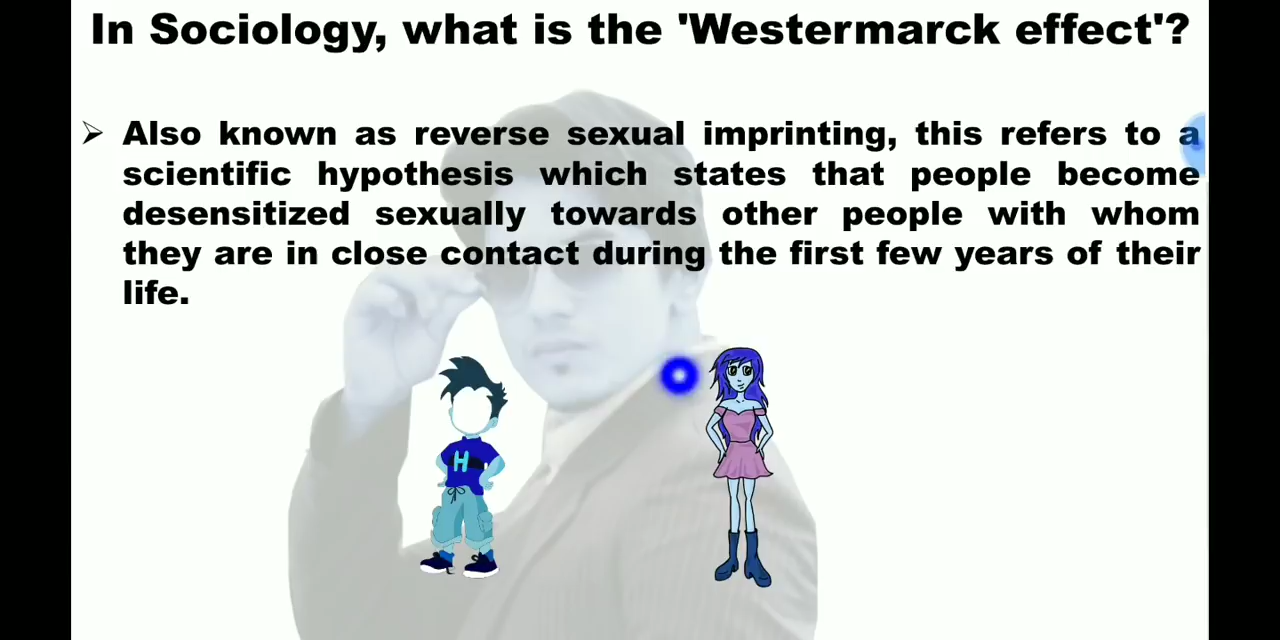 In Sociology, what is the 'Westermarck effect'?
Also known as reverse sexual imprinting, this refers to a
scientific hypothesis which states that people become
desensitized sexually towards other people with whom
they are in close contact during the first few years of their
life.
H